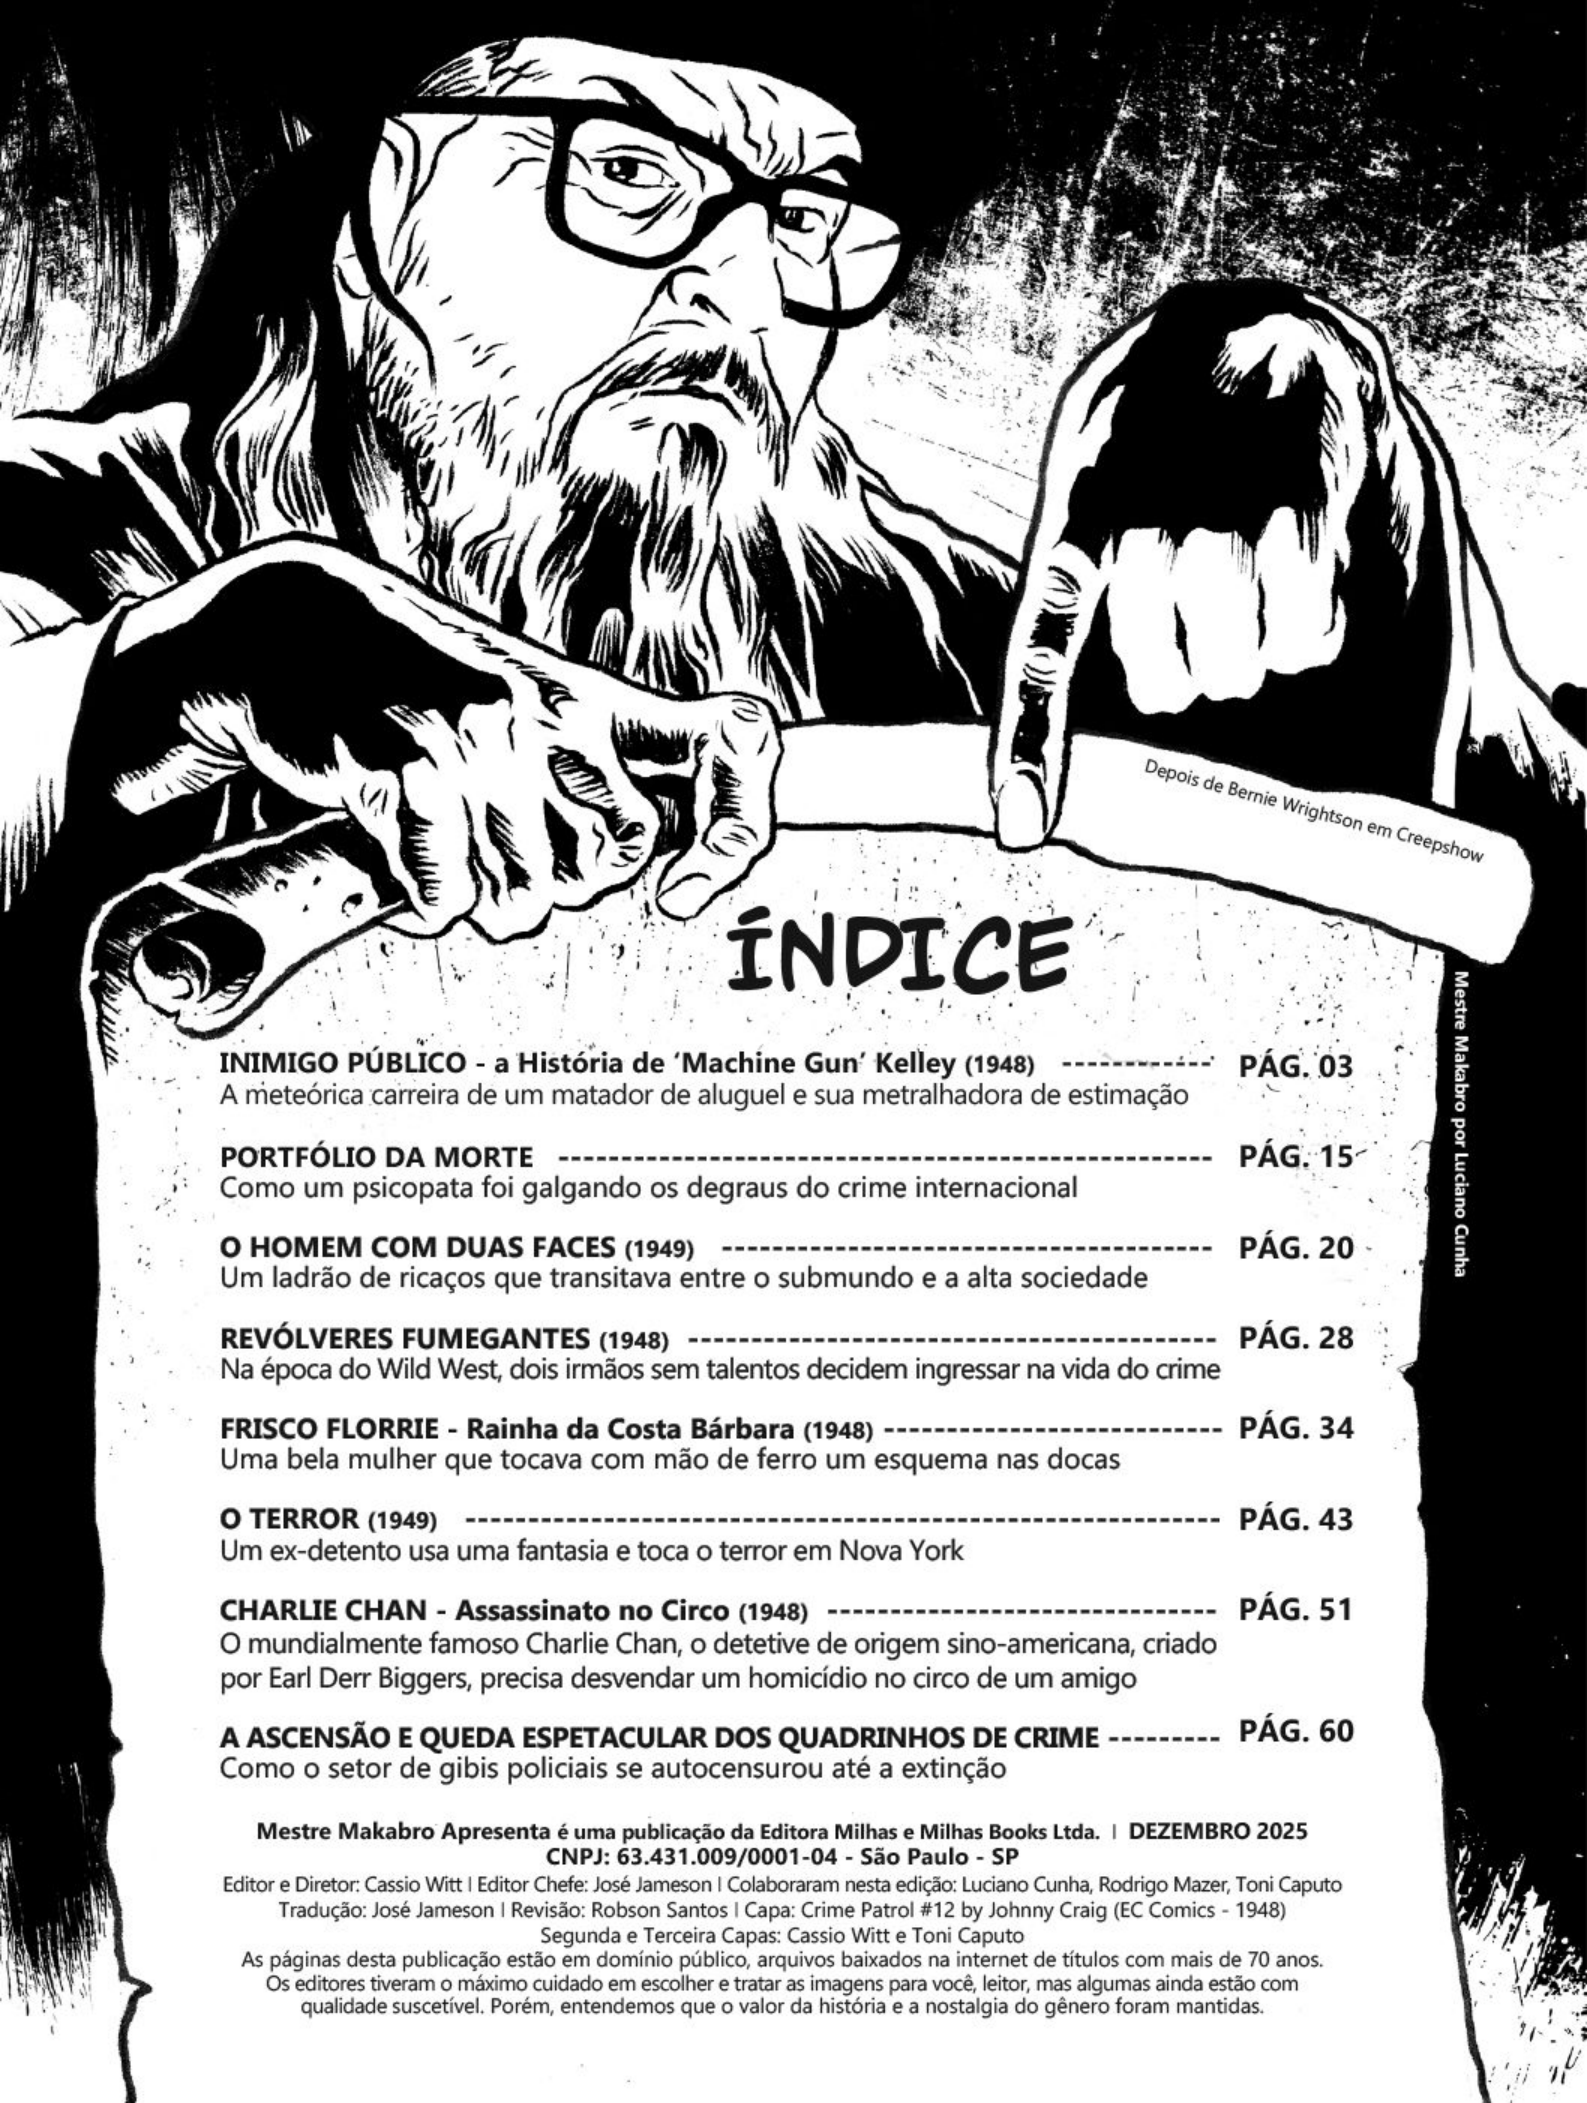 Depois de Bernie Wrightson em Creepshow
ÍNDICE
Mestre Makabro por Luciano Cunha
INIMIGO PÚBLICO - a História de ‘Machine Gun’ Kelley (1948) ------------ PÁG. 03
A meteórica carreira de um matador de aluguel e sua metralhadora de estimação
PORTFÓLIO DA MORTE ---------------------------------------------------- PÁG. 15
Como um psicopata foi galgando os degraus do crime internacional
O HOMEM COM DUAS FACES (1949) --------------------------------------- PÁG. 20
Um ladrão de ricaços que transitava entre o submundo e a alta sociedade
REVÓLVERES FUMEGANTES (1948) ------------------------------------------ PÁG. 28
Na época do Wild West, dois irmãos sem talentos decidem ingressar na vida do crime
FRISCO FLORRIE - Rainha da Costa Bárbara (1948) --------------------------- PÁG. 34
Uma bela mulher que tocava com mão de ferro um esquema nas docas
O TERROR (1949) ------------------------------------------------------------ PÁG. 43
Um ex-detento usa uma fantasia e toca o terror em Nova York
CHARLIE CHAN - Assassinato no Circo (1948) ------------------------------- PÁG. 51
O mundialmente famoso Charlie Chan, o detetive de origem sino-americana, criado
por Earl Derr Biggers, precisa desvendar um homicídio no circo de um amigo
A ASCENSÃO E QUEDA ESPETACULAR DOS QUADRINHOS DE CRIME --------- PÁG. 60
Como o setor de gibis policiais se autocensurou até a extinção
Mestre Makabro Apresenta é uma publicação da Editora Milhas e Milhas Books Ltda. | DEZEMBRO 2025
CNPJ: 63.431.009/0001-04 - São Paulo - SP
Editor e Diretor: Cassio Witt | Editor Chefe: José Jameson | Colaboraram nesta edição: Luciano Cunha, Rodrigo Mazer, Toni Caputo
Tradução: José Jameson | Revisão: Robson Santos | Capa: Crime Patrol #12 by Johnny Craig (EC Comics - 1948)
Segunda e Terceira Capas: Cassio Witt e Toni Caputo
As páginas desta publicação estão em domínio público, arquivos baixados na internet de títulos com mais de 70 anos.
Os editores tiveram o máximo cuidado em escolher e tratar as imagens para você, leitor, mas algumas ainda estão com
qualidade suscetível. Porém, entendemos que o valor da história e a nostalgia do gênero foram mantidas.